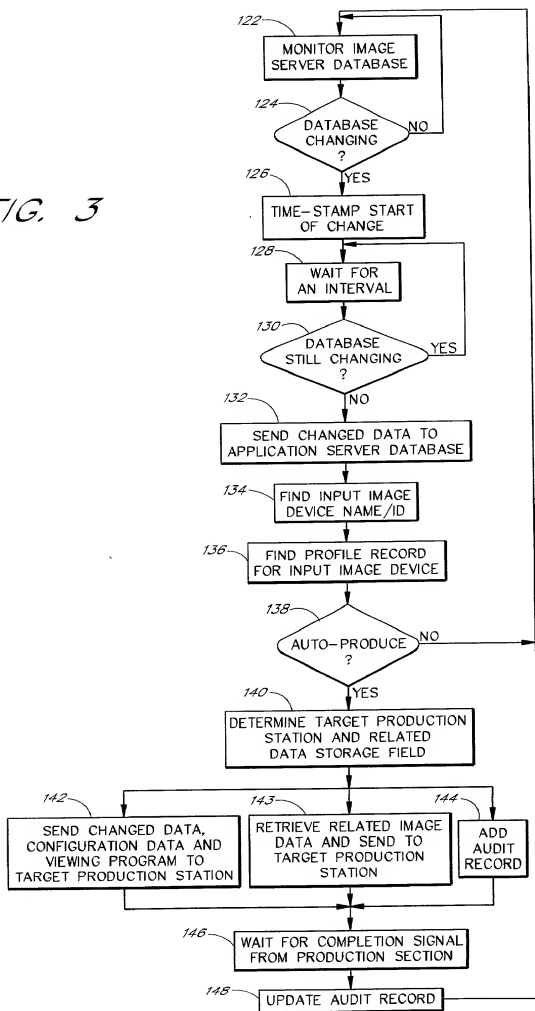 122
MONITOR IMAGE
SERVER DATABASE
124
DATABASE
CHANGING
?
NO
YES
FIG. 3
126
TIME-STAMP START
OF CHANGE
128
WAIT FOR
AN INTERVAL
130
DATABASE
STILL CHANGING
?
YES
NO
132
SEND CHANGED DATA TO
APPLICATION SERVER DATABASE
134
FIND INPUT IMAGE
DEVICE NAME/ID
136
FIND PROFILE RECORD
FOR INPUT IMAGE DEVICE
138
AUTO-PRODUCE
?
NO
YES
140
DETERMINE TARGET PRODUCTION
STATION AND RELATED
DATA STORAGE FIELD
142
SEND CHANGED DATA,
CONFIGURATION DATA AND
VIEWING PROGRAM TO
TARGET PRODUCTION STATION
143
RETRIEVE RELATED IMAGE
DATA AND SEND TO
TARGET PRODUCTION
STATION
144
ADD
AUDIT
RECORD
146
WAIT FOR COMPLETION SIGNAL
FROM PRODUCTION SECTION
148
UPDATE AUDIT RECORD